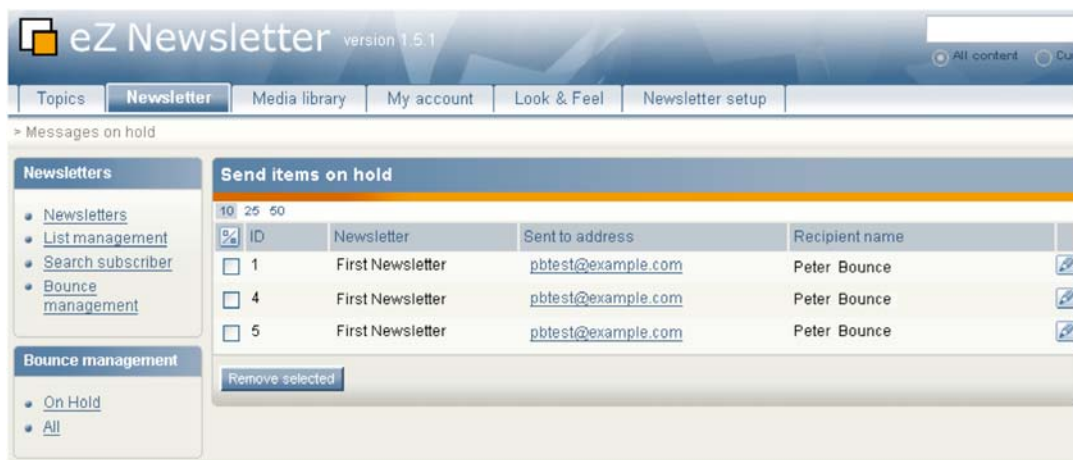 eZ Newsletter version 1.5.1
All content
Topics Newsletter Media library My account Look & Feel Newsletter setup
> Messages on hold
Newsletters
Newsletters
List management
Search subscriber
Bounce
management
Bounce management
On Hold
All
Send items on hold
10 25 50
ID Newsletter Sent to address Recipient name
1 First Newsletter pbtest@example.com Peter Bounce
4 First Newsletter pbtest@example.com Peter Bounce
5 First Newsletter pbtest@example.com Peter Bounce
Remove selected